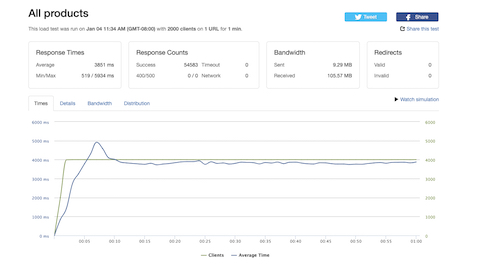 All products
Tweet
Share
This load test was run on Jan 04 11:34 AM (GMT-08:00) with 2000 clients on 1 URL for 1 min.
Share this test
Response Times
Average 3851 ms
Min/Max 519 / 5934 ms
Response Counts
Success 54583 Timeout 0
400/500 0 / 0 Network 0
Bandwidth
Sent 9.29 MB
Received 105.57 MB
Redirects
Valid 0
Invalid 0
Times Details Bandwidth Distribution
Watch simulation
6000 ms 6000
5000 ms 5000
4000 ms 4000
3000 ms 3000
2000 ms 2000
1000 ms 1000
0 ms 0
00:05 00:10 00:15 00:20 00:25 00:30 00:35 00:40 00:45 00:51 01:00
Clients Average Time